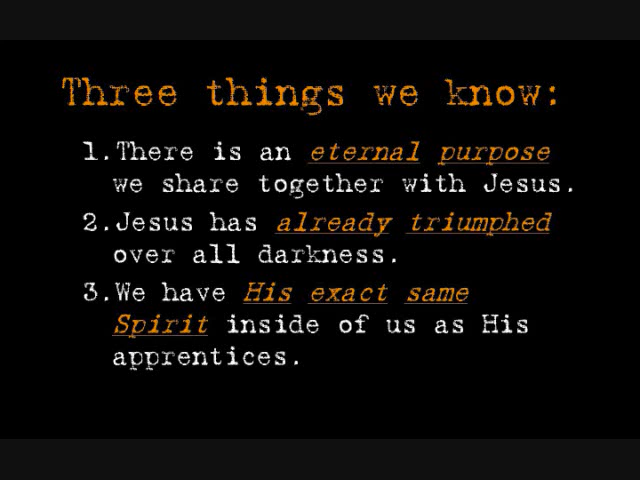 Three things we know:
1.There is an eternal purpose
we share together with Jesus.
2.Jesus has already triumphed
over all darkness.
3.We have His exact same
Spirit inside of us as His
apprentices.